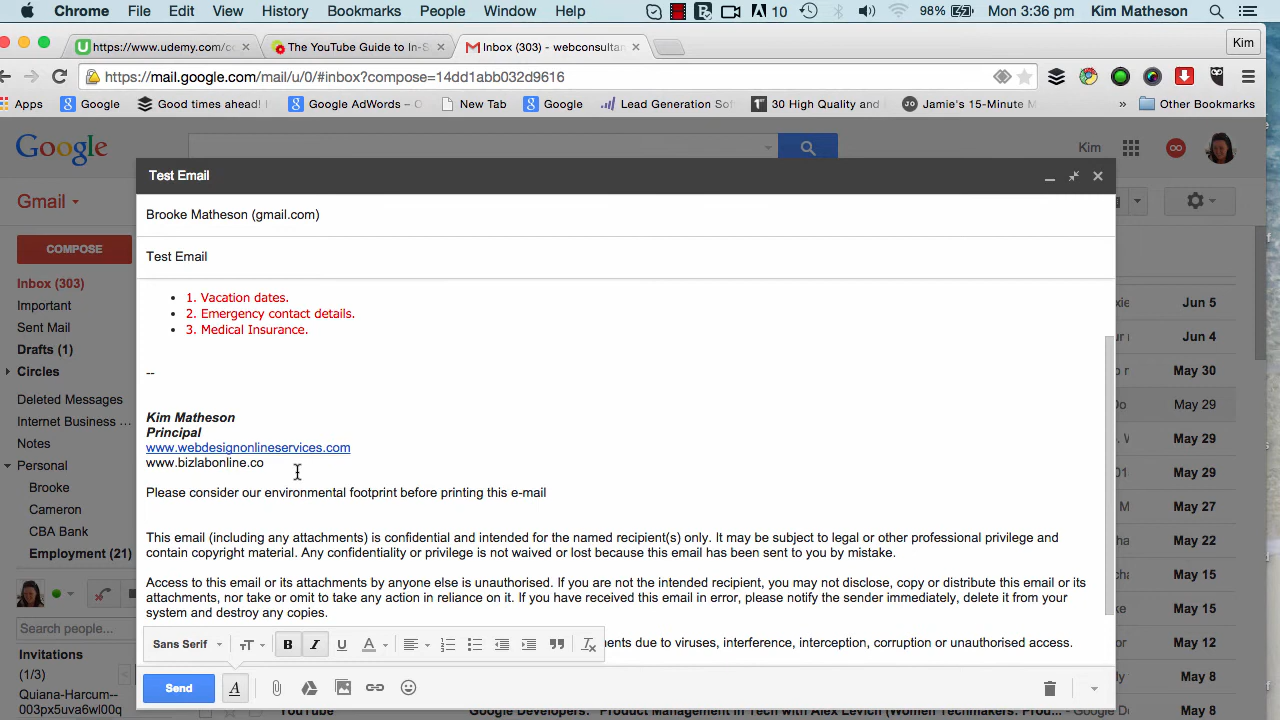 Chrome File Edit View History Bookmarks People Window Help 10 98% Mon 3:36 pm Kim Matheson
https://www.udemy.com/co The YouTube Guide to In-S Inbox (303) - webconsultan Kim
https://mail.google.com/mail/u/0/#inbox?compose=14dd1abb032d9616
Apps Google Good times ahead! Google AdWords – New Tab Google Lead Generation 30 High Quality and Jamie's 15-Minute » Other Bookmarks
Google Kim
Gmail
Test Email
Brooke Matheson (gmail.com)
Test Email
COMPOSE
Inbox (303)
Important
Sent Mail
Drafts (1)
Circles
Deleted Messages
Internet Business ...
Notes
Personal
Brooke
Cameron
CBA Bank
Employment (21)
Search people...
Invitations
(1/3)
Quiana-Harcum--
003px5uva6wl00q
• 1. Vacation dates.
• 2. Emergency contact details.
• 3. Medical Insurance.
--
Kim Matheson
Principal
www.webdesignonlineservices.com
www.bizlabonline.co
Please consider our environmental footprint before printing this e-mail
This email (including any attachments) is confidential and intended for the named recipient(s) only. It may be subject to legal or other professional privilege and
contain copyright material. Any confidentiality or privilege is not waived or lost because this email has been sent to you by mistake.
Access to this email or its attachments by anyone else is unauthorised. If you are not the intended recipient, you may not disclose, copy or distribute this email or its
attachments, nor take or omit to take any action in reliance on it. If you have received this email in error, please notify the sender immediately, delete it from your
system and destroy any copies.
due to viruses, interference, interception, corruption or unauthorised access.
Sans Serif
Send
Jun 5
Jun 4
May 30
May 29
May 29
May 29
May 27
May 22
May 15
May 15
May 12
May 8
May 8
YouTube Google Developers: Product Management in Tech with Alex Levich (Women Techmakers: Prod...